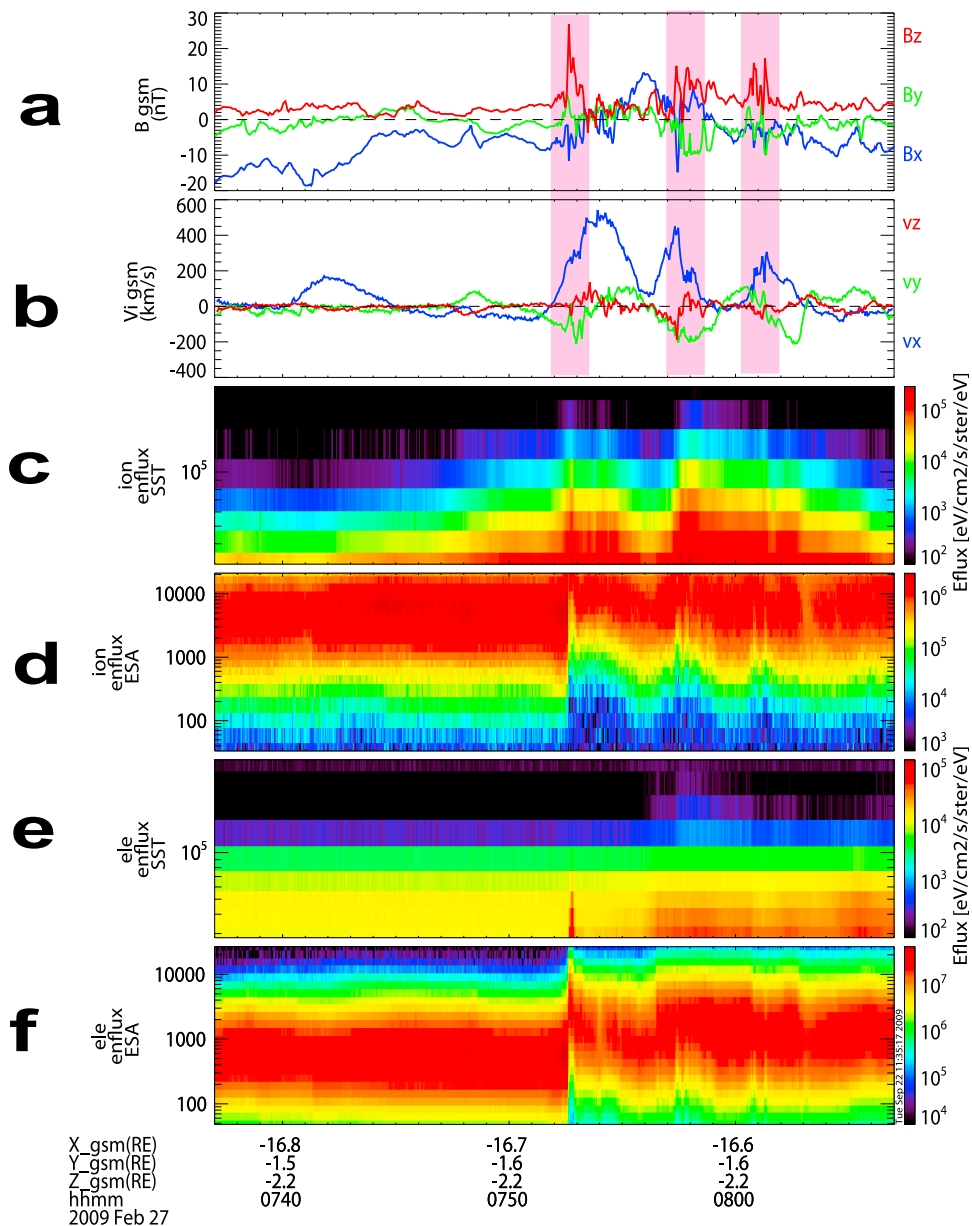 a
B gsm
(nT)
30
20
10
0
-10
-20
Bz
By
Bx
b
Vi gsm
(km/s)
600
400
200
0
-200
-400
vz
vy
vx
c
ion
enflux
SST
10^5
10^5
10^4
10^3
10^2
Eflux [eV/cm2/s/ster/eV]
d
ion
enflux
ESA
10000
1000
100
10^6
10^5
10^4
10^3
e
ele
enflux
SST
10^5
10^5
10^4
10^3
10^2
Eflux [eV/cm2/s/ster/eV]
f
ele
enflux
ESA
10000
1000
100
10^7
10^6
10^5
10^4
Tue Sep 22 11:35:17 2009
X_gsm(RE) -16.8 -16.7 -16.6
Y_gsm(RE) -1.5 -1.6 -1.6
Z_gsm(RE) -2.2 -2.2 -2.2
hhmm 0740 0750 0800
2009 Feb 27